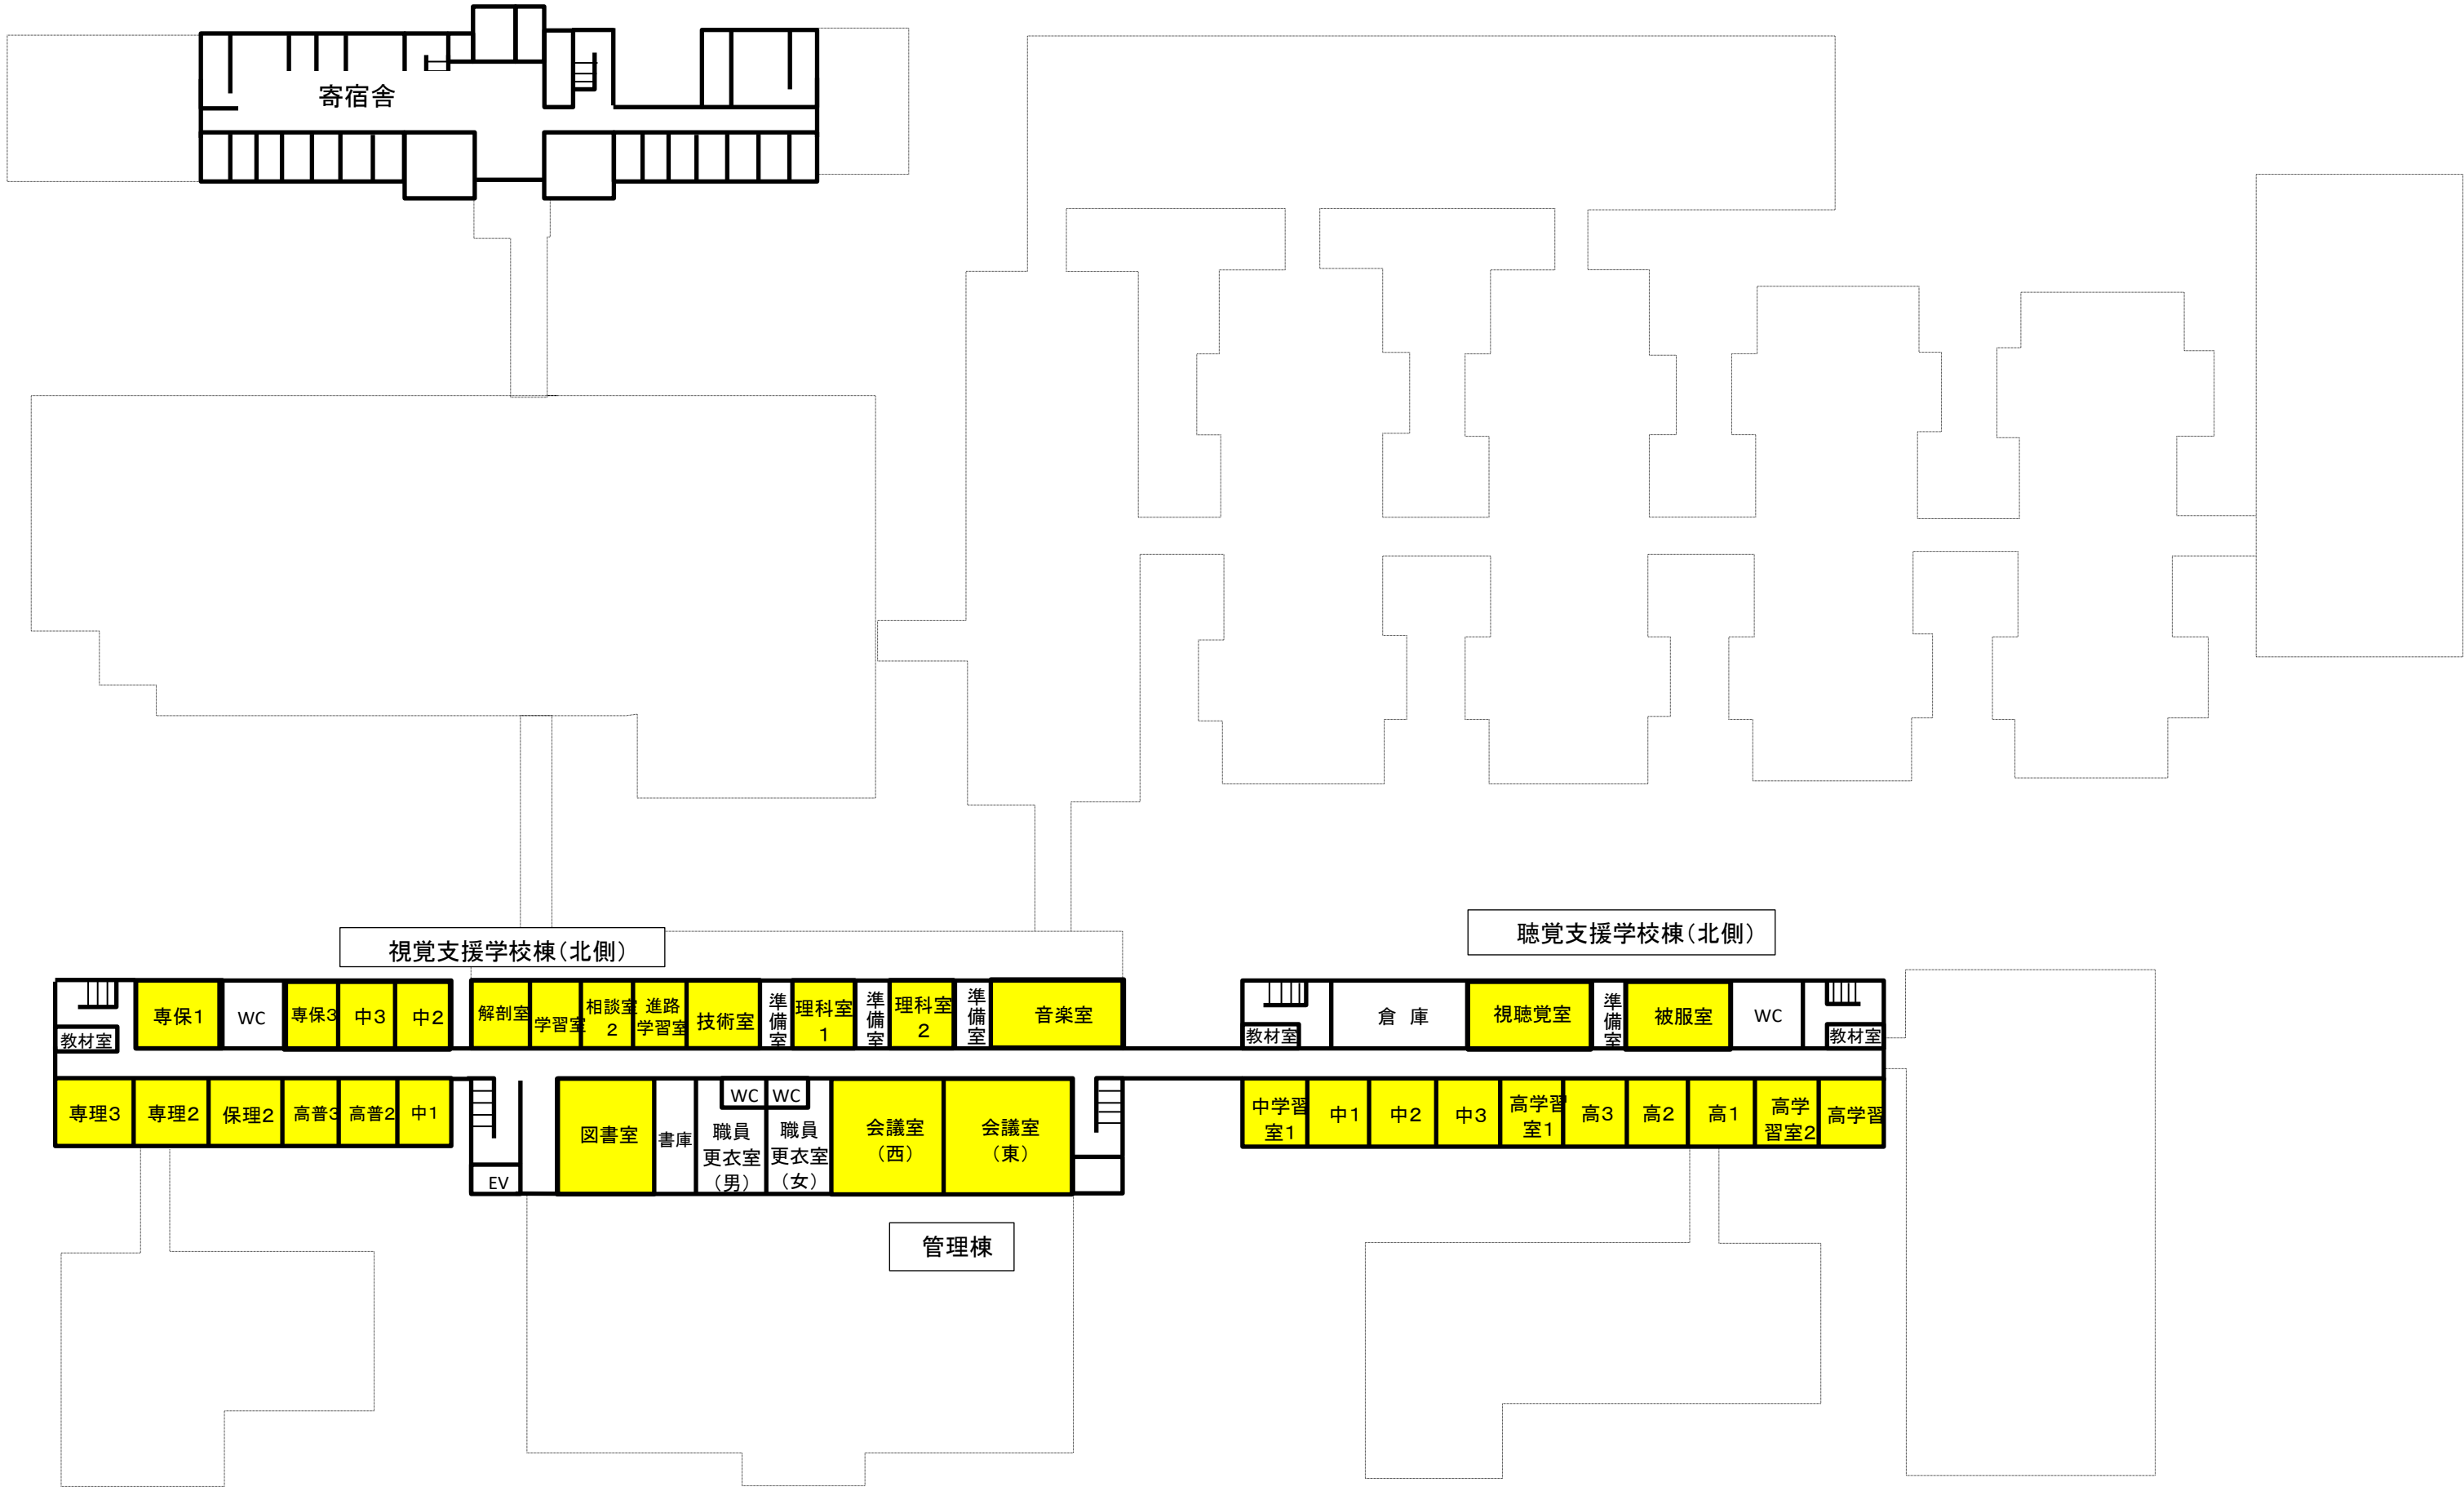 寄宿舎
視覚支援学校棟(北側)
聴覚支援学校棟(北側)
専保1
WC
専保3
中3
中2
教材室
解剖室
学習室
相談室
2
進路
学習室
技術室
準備室
理科室
1
準備室
理科室
2
準備室
音楽室
教材室
倉 庫
視聴覚室
準備室
被服室
WC
教材室
専理3
専理2
保理2
高普3
高普2
中1
EV
図書室
書庫
WC
WC
職員
更衣室
(男)
職員
更衣室
(女)
会議室
(西)
会議室
(東)
中学習
室1
中1
中2
中3
高学習
室1
高3
高2
高1
高学
習室2
高学習
管理棟